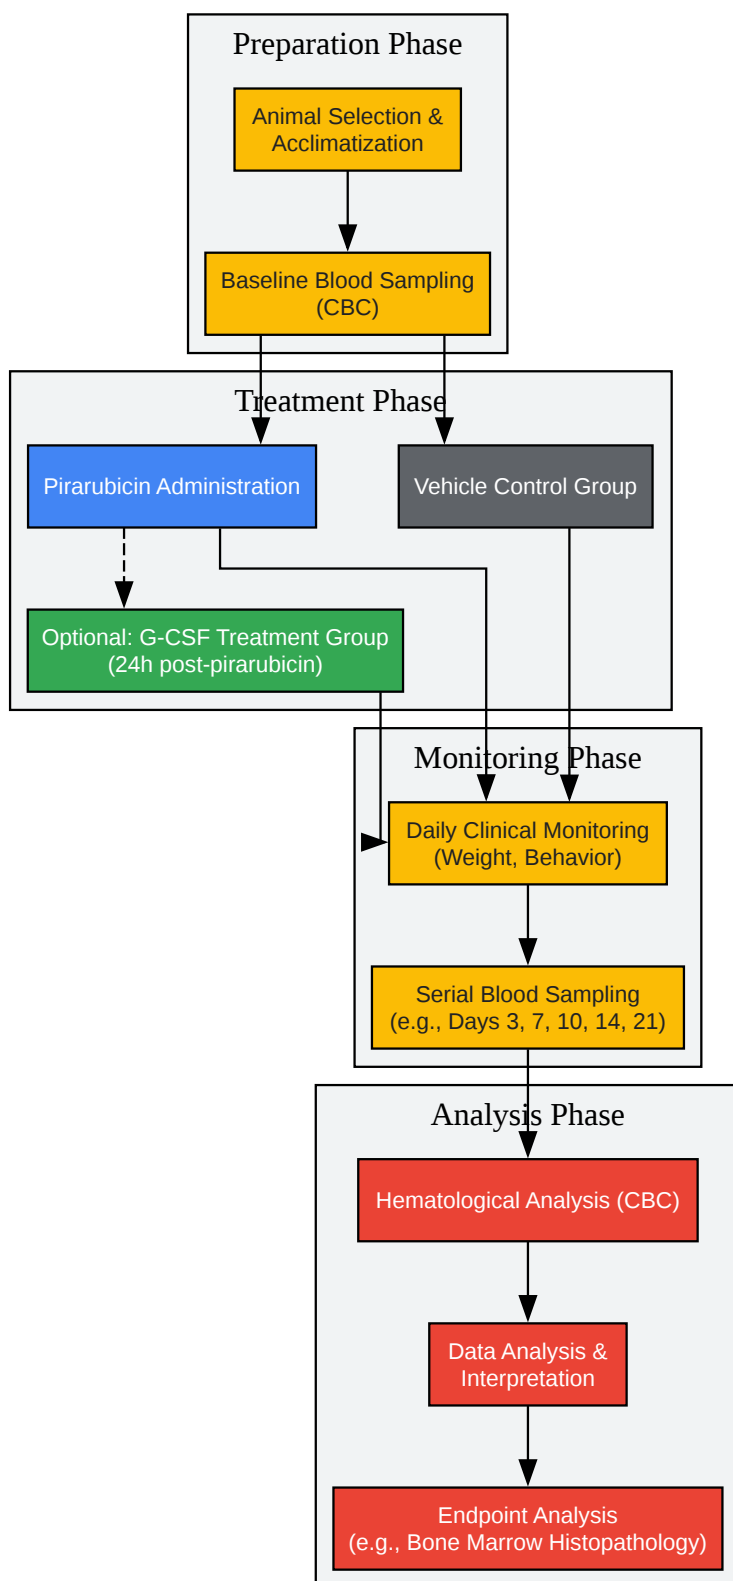 Preparation Phase
Animal Selection &
Acclimatization
Baseline Blood Sampling
(CBC)
Treatment Phase
Pirarubicin Administration
Vehicle Control Group
Optional: G-CSF Treatment Group
(24h post-pirarubicin)
Monitoring Phase
Daily Clinical Monitoring
(Weight, Behavior)
Serial Blood Sampling
(e.g., Days 3, 7, 10, 14, 21)
Analysis Phase
Hematological Analysis (CBC)
Data Analysis &
Interpretation
Endpoint Analysis
(e.g., Bone Marrow Histopathology)